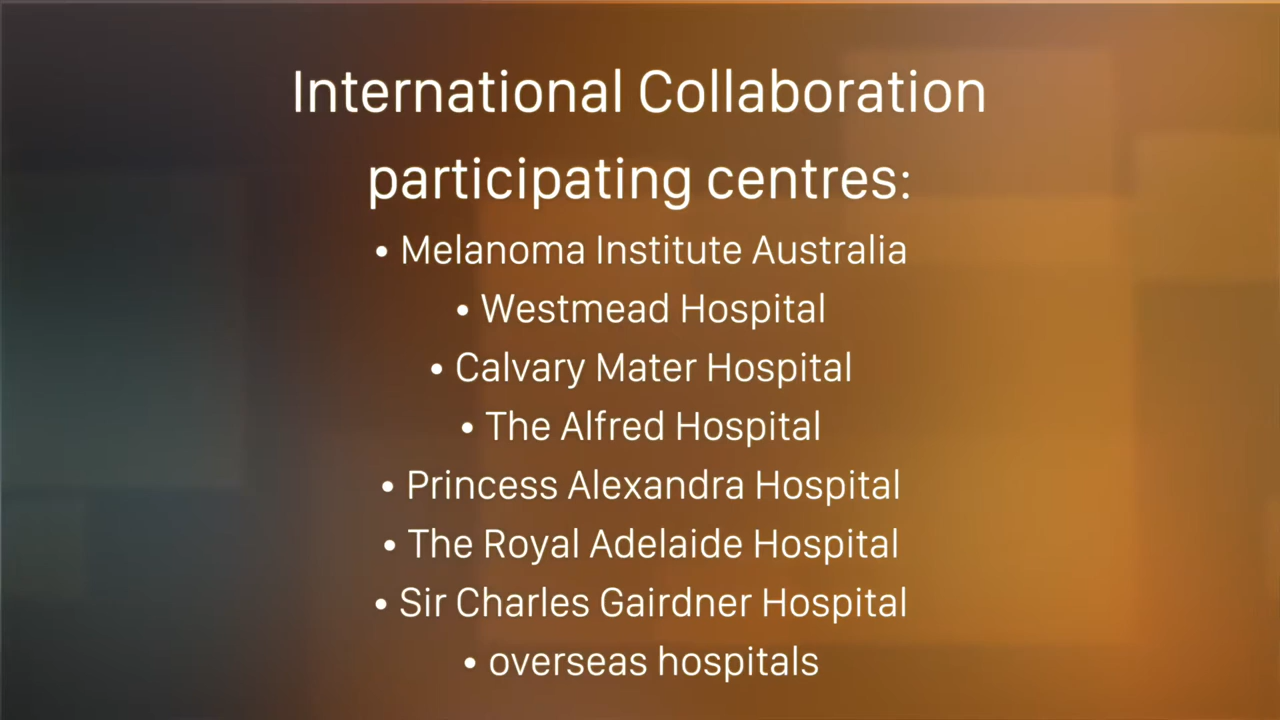 International Collaboration
participating centres:
• Melanoma Institute Australia
• Westmead Hospital
• Calvary Mater Hospital
• The Alfred Hospital
• Princess Alexandra Hospital
• The Royal Adelaide Hospital
• Sir Charles Gairdner Hospital
• overseas hospitals